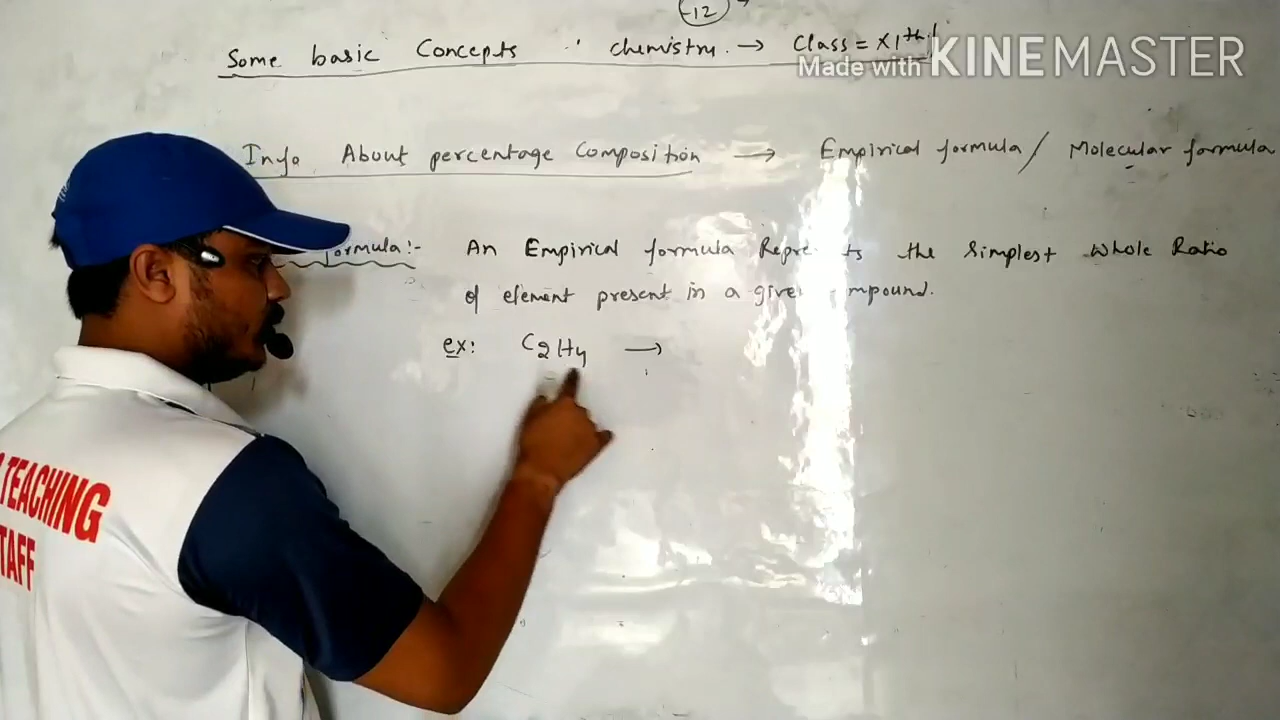 -12
Some basic Concepts chemistry → Class = XIth
Made with KINEMASTER
Info About percentage Composition → Empirical formula / Molecular formula
formula:- An Empirical formula Repre ts the Simplest Whole Ratio
of element present in a given mpound.
ex: C2H4 →
TEACHING
TAFF